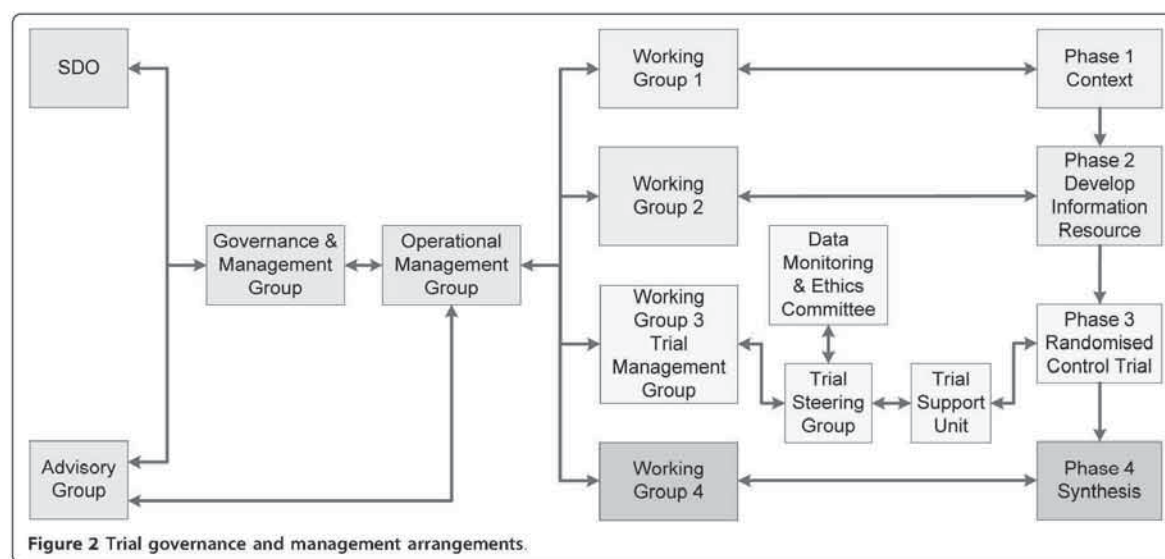 SDO
Working
Group 1
Phase 1
Context
Working
Group 2
Phase 2
Develop
Information
Resource
Governance &
Management
Group
Operational
Management
Group
Data
Monitoring
& Ethics
Committee
Working
Group 3
Trial
Management
Group
Trial
Steering
Group
Trial
Support
Unit
Phase 3
Randomised
Control Trial
Advisory
Group
Working
Group 4
Phase 4
Synthesis
Figure 2 Trial governance and management arrangements.